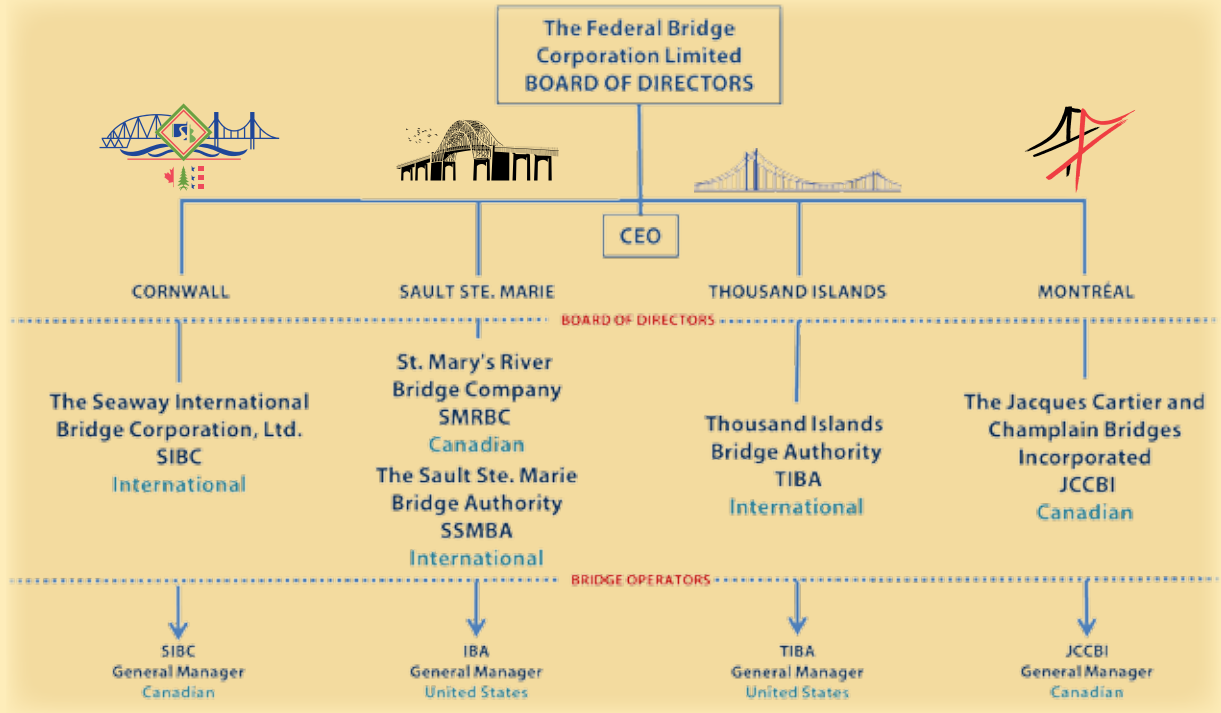 The Federal Bridge
Corporation Limited
BOARD OF DIRECTORS
CEO
CORNWALL
SAULT STE. MARIE
THOUSAND ISLANDS
MONTRÉAL
BOARD OF DIRECTORS
The Seaway International
Bridge Corporation, Ltd.
SIBC
International
St. Mary's River
Bridge Company
SMRBC
Canadian
The Sault Ste. Marie
Bridge Authority
SSMBA
International
Thousand Islands
Bridge Authority
TIBA
International
The Jacques Cartier and
Champlain Bridges
Incorporated
JCCBI
Canadian
BRIDGE OPERATORS
SIBC
General Manager
Canadian
IBA
General Manager
United States
TIBA
General Manager
United States
JCCBI
General Manager
Canadian